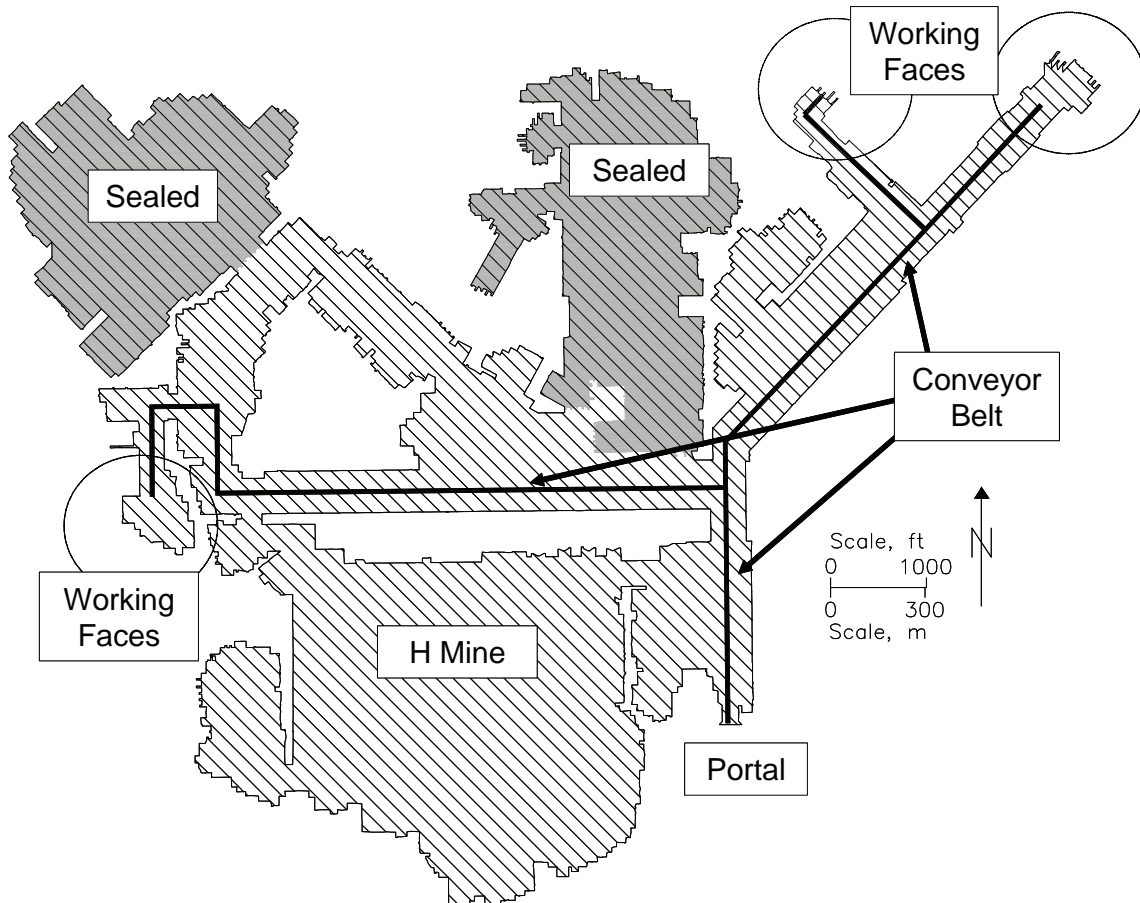 Working
Faces
Sealed
Sealed
Conveyor
Belt
N
Scale, ft
0 1000
0 300
Scale, m
Working
Faces
H Mine
Portal